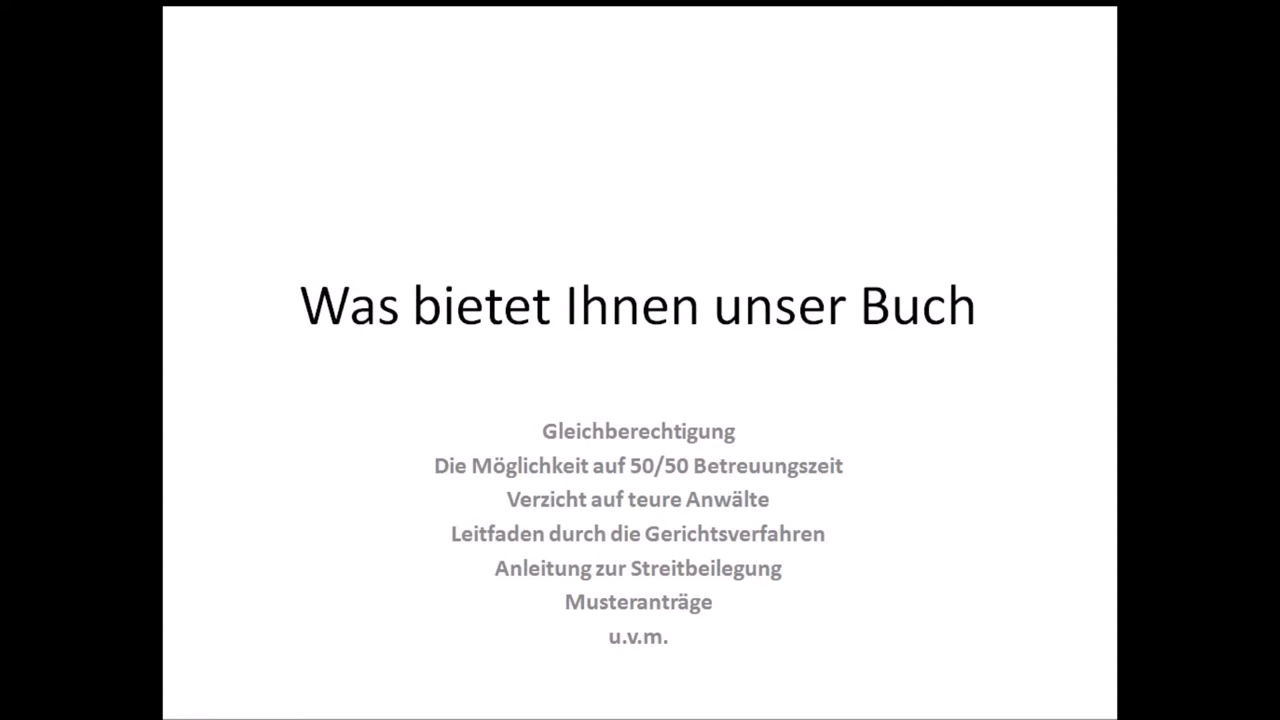 Was bietet Ihnen unser Buch
Gleichberechtigung
Die Möglichkeit auf 50/50 Betreuungszeit
Verzicht auf teure Anwälte
Leitfaden durch die Gerichtsverfahren
Anleitung zur Streitbeilegung
Musteranträge
u.v.m.